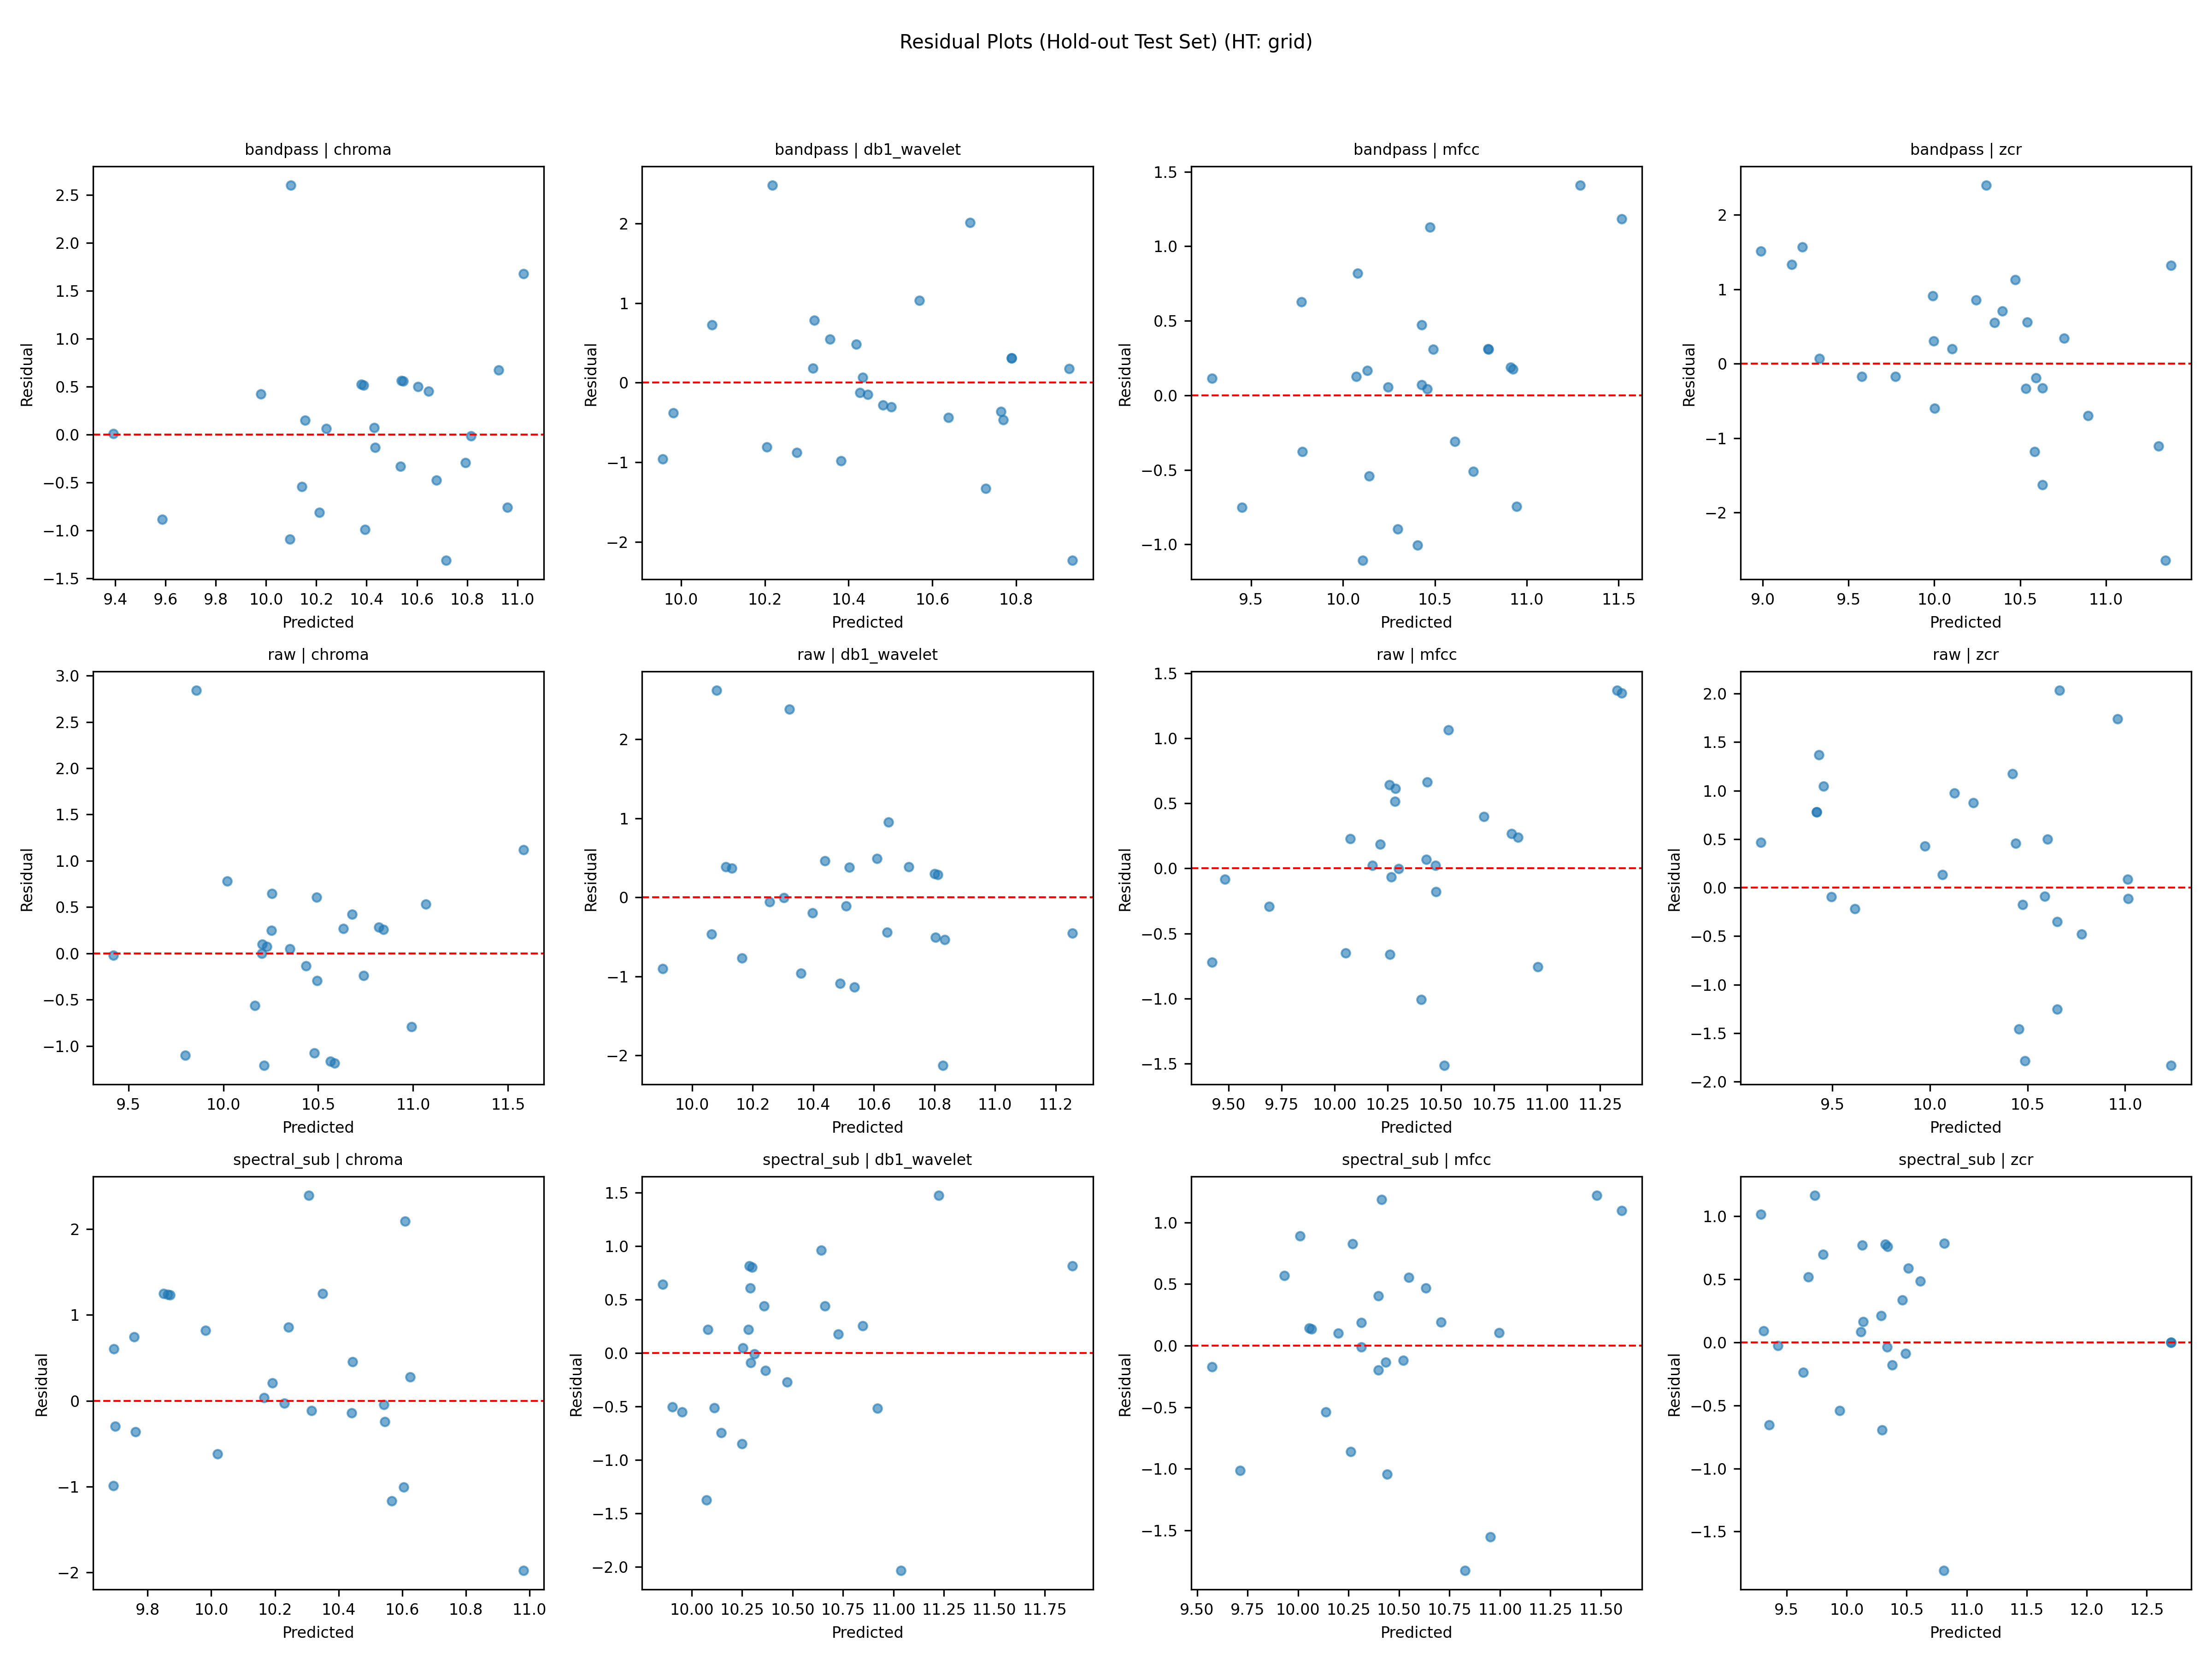 Residual Plots (Hold-out Test Set) (HT: grid)
bandpass | chroma
Residual
2.5
2.0
1.5
1.0
0.5
0.0
−0.5
−1.0
−1.5
9.4 9.6 9.8 10.0 10.2 10.4 10.6 10.8 11.0
Predicted
bandpass | db1_wavelet
Residual
2
1
0
−1
−2
10.0 10.2 10.4 10.6 10.8
Predicted
bandpass | mfcc
Residual
1.5
1.0
0.5
0.0
−0.5
−1.0
9.5 10.0 10.5 11.0 11.5
Predicted
bandpass | zcr
Residual
2
1
0
−1
−2
9.0 9.5 10.0 10.5 11.0
Predicted
raw | chroma
Residual
3.0
2.5
2.0
1.5
1.0
0.5
0.0
−0.5
−1.0
9.5 10.0 10.5 11.0 11.5
Predicted
raw | db1_wavelet
Residual
2
1
0
−1
−2
10.0 10.2 10.4 10.6 10.8 11.0 11.2
Predicted
raw | mfcc
Residual
1.5
1.0
0.5
0.0
−0.5
−1.0
−1.5
9.50 9.75 10.00 10.25 10.50 10.75 11.00 11.25
Predicted
raw | zcr
Residual
2.0
1.5
1.0
0.5
0.0
−0.5
−1.0
−1.5
−2.0
9.5 10.0 10.5 11.0
Predicted
spectral_sub | chroma
Residual
2
1
0
−1
−2
9.8 10.0 10.2 10.4 10.6 10.8 11.0
Predicted
spectral_sub | db1_wavelet
Residual
1.5
1.0
0.5
0.0
−0.5
−1.0
−1.5
−2.0
10.00 10.25 10.50 10.75 11.00 11.25 11.50 11.75
Predicted
spectral_sub | mfcc
Residual
1.0
0.5
0.0
−0.5
−1.0
−1.5
9.50 9.75 10.00 10.25 10.50 10.75 11.00 11.25 11.50
Predicted
spectral_sub | zcr
Residual
1.0
0.5
0.0
−0.5
−1.0
−1.5
9.5 10.0 10.5 11.0 11.5 12.0 12.5
Predicted